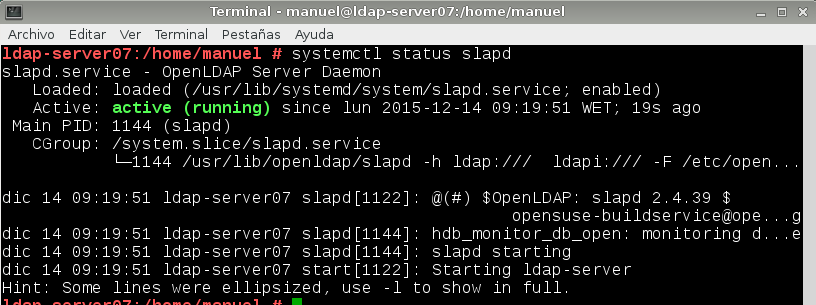 Terminal - manuel@ldap-server07:/home/manuel
Archivo Editar Ver Terminal Pestañas Ayuda
ldap-server07:/home/manuel # systemctl status slapd
slapd.service - OpenLDAP Server Daemon
   Loaded: loaded (/usr/lib/systemd/system/slapd.service; enabled)
   Active: active (running) since lun 2015-12-14 09:19:51 WET; 19s ago
 Main PID: 1144 (slapd)
   CGroup: /system.slice/slapd.service
           └─1144 /usr/lib/openldap/slapd -h ldap:///  ldapi:/// -F /etc/open...
dic 14 09:19:51 ldap-server07 slapd[1122]: @(#) $OpenLDAP: slapd 2.4.39 $
                                                   opensuse-buildservice@ope...g
dic 14 09:19:51 ldap-server07 slapd[1144]: hdb_monitor_db_open: monitoring d...e
dic 14 09:19:51 ldap-server07 slapd[1144]: slapd starting
dic 14 09:19:51 ldap-server07 start[1122]: Starting ldap-server
Hint: Some lines were ellipsized, use -l to show in full.
ldap-server07:/home/manuel #